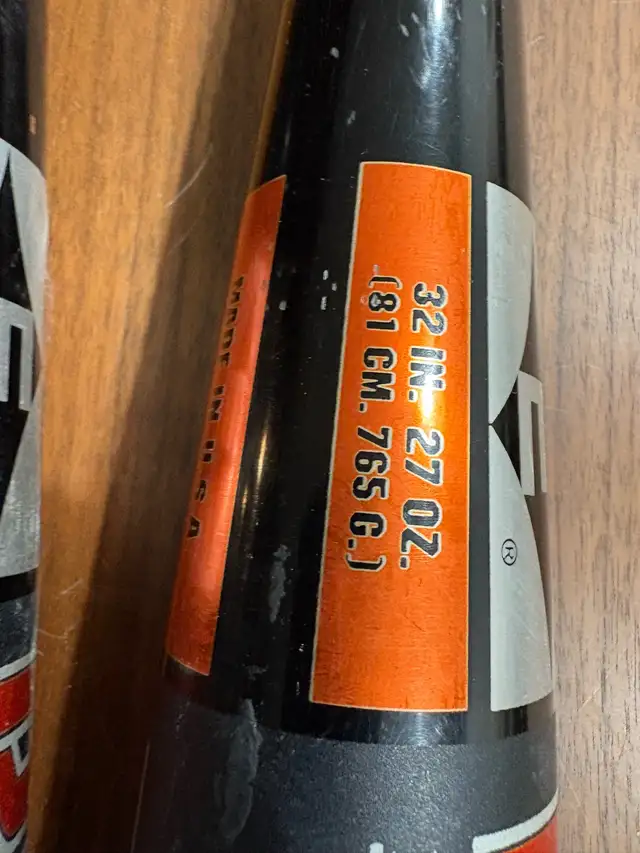 MADE IN U.S.A.
32 IN. 27 OZ.
(81 CM. 765 G.)
E
®
E